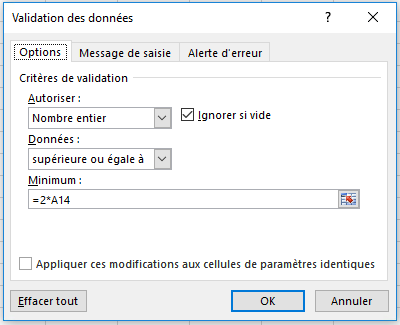 Validation des données
?
Options
Message de saisie
Alerte d'erreur
Critères de validation
Autoriser :
Nombre entier
Ignorer si vide
Données :
supérieure ou égale à
Minimum :
=2*A14
Appliquer ces modifications aux cellules de paramètres identiques
Effacer tout
OK
Annuler